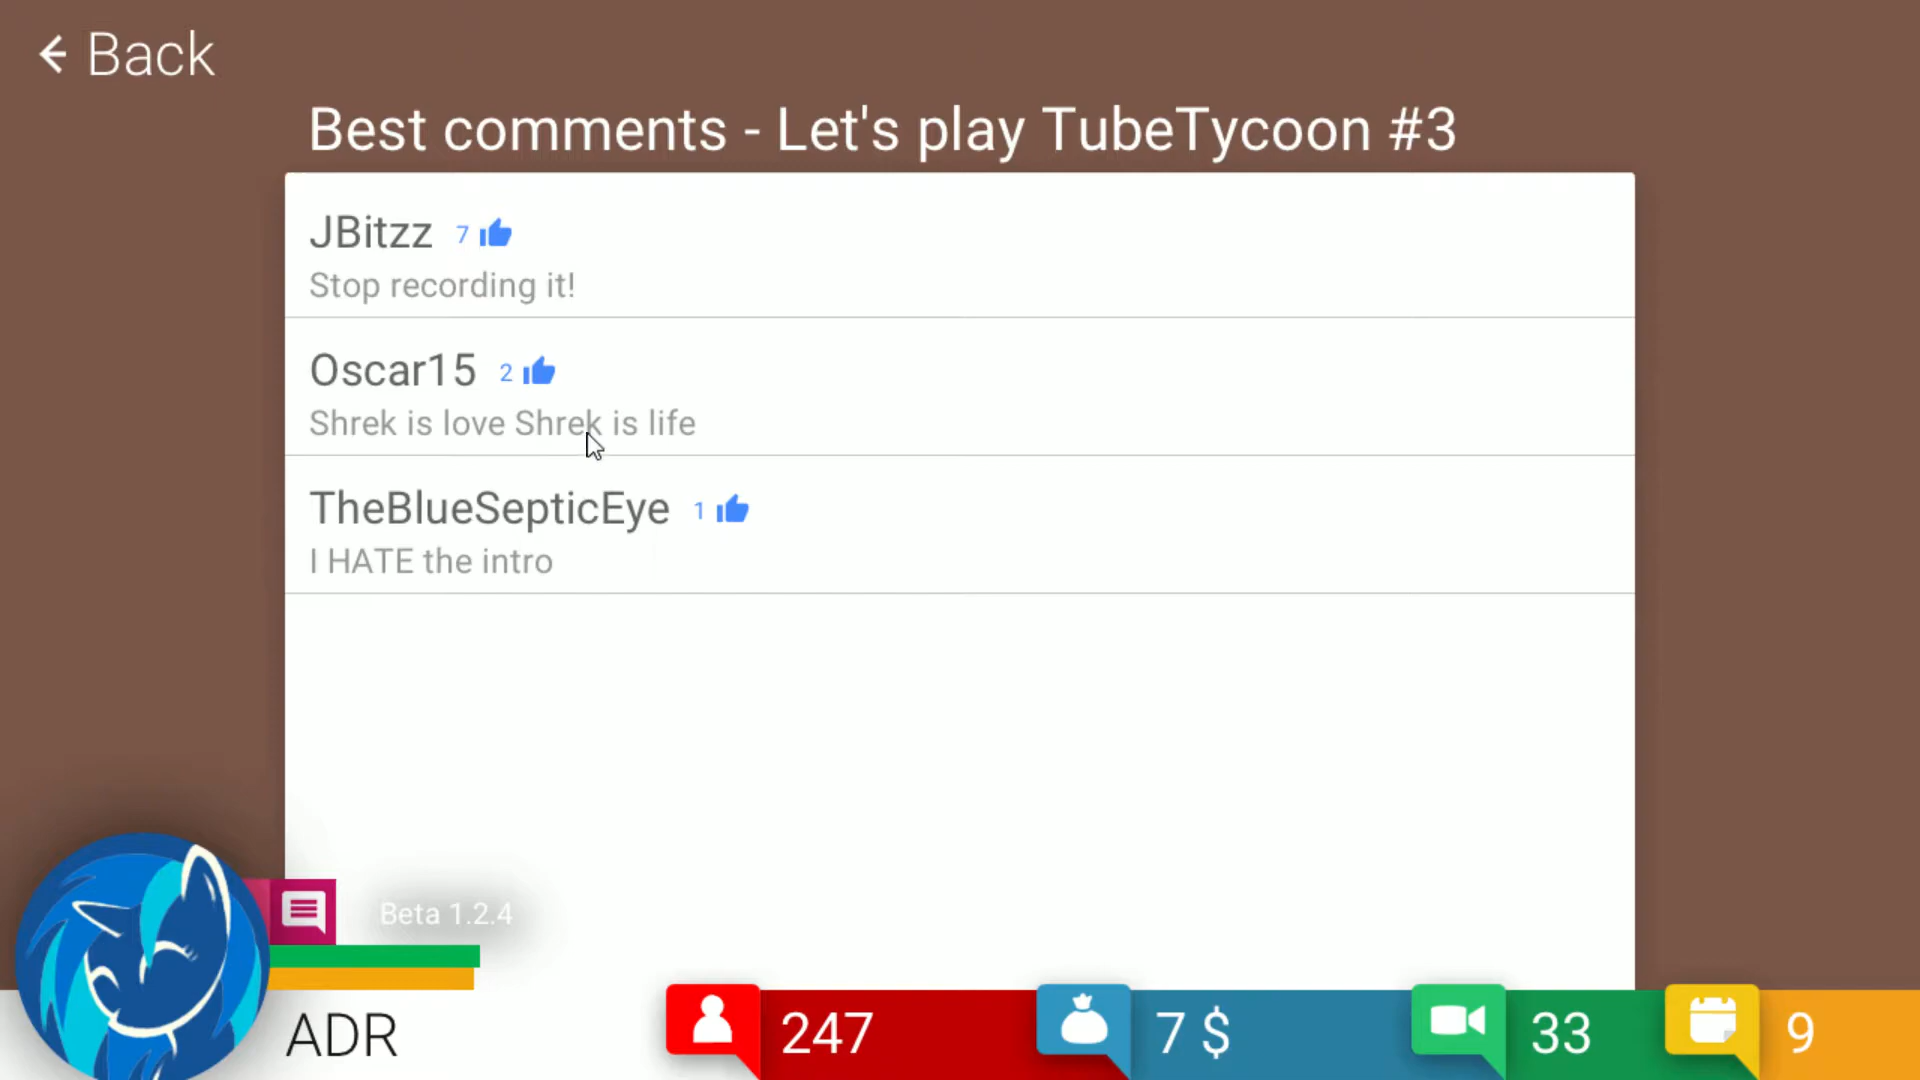 Back
Best comments - Let's play TubeTycoon #3
JBitzz 7
Stop recording it!
Oscar15 2
Shrek is love Shrek is life
TheBlueSepticEye 1
I HATE the intro
Beta 1.2.4
ADR
247
7 $
33
9